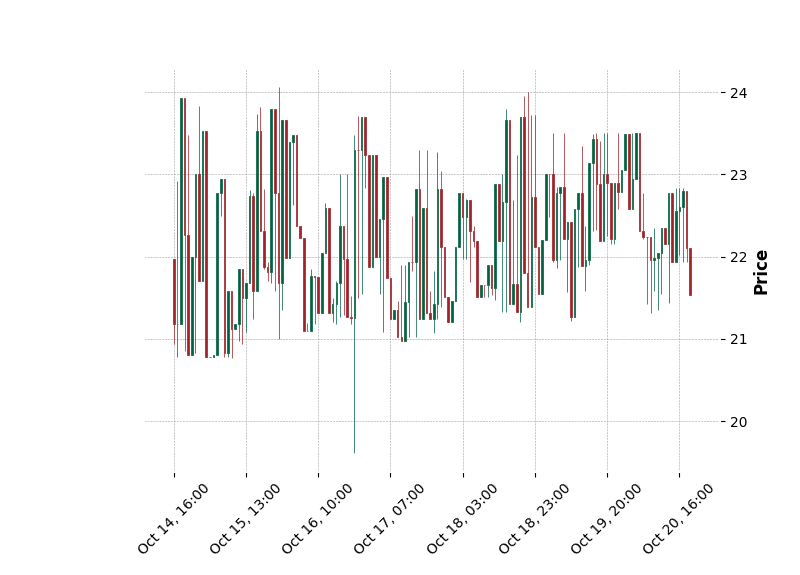 24
23
22
21
20
Price
Oct 14, 16:00
Oct 15, 13:00
Oct 16, 10:00
Oct 17, 07:00
Oct 18, 03:00
Oct 18, 23:00
Oct 19, 20:00
Oct 20, 16:00